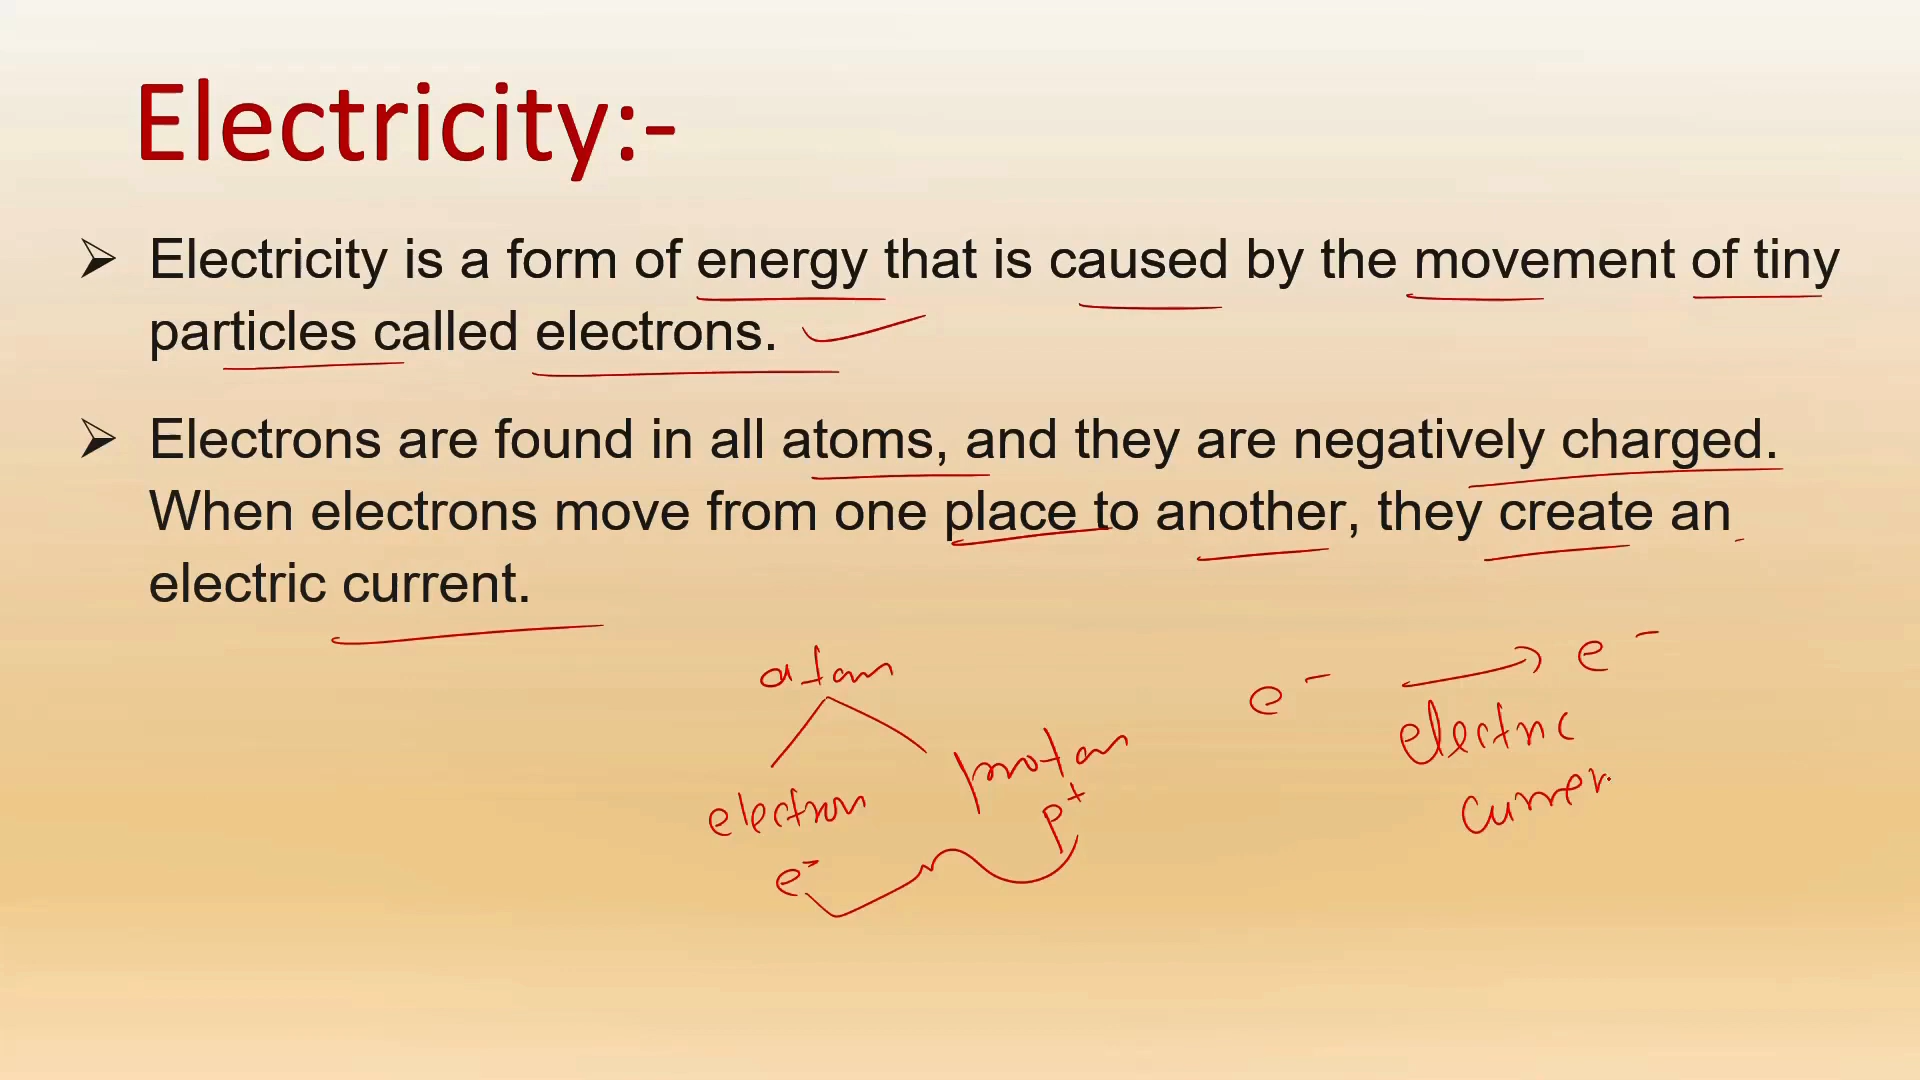 Electricity:-
➢ Electricity is a form of energy that is caused by the movement of tiny
particles called electrons.
➢ Electrons are found in all atoms, and they are negatively charged.
When electrons move from one place to another, they create an
electric current.
atom
electron
proton
e-
p+
e- → e-
electric
curren